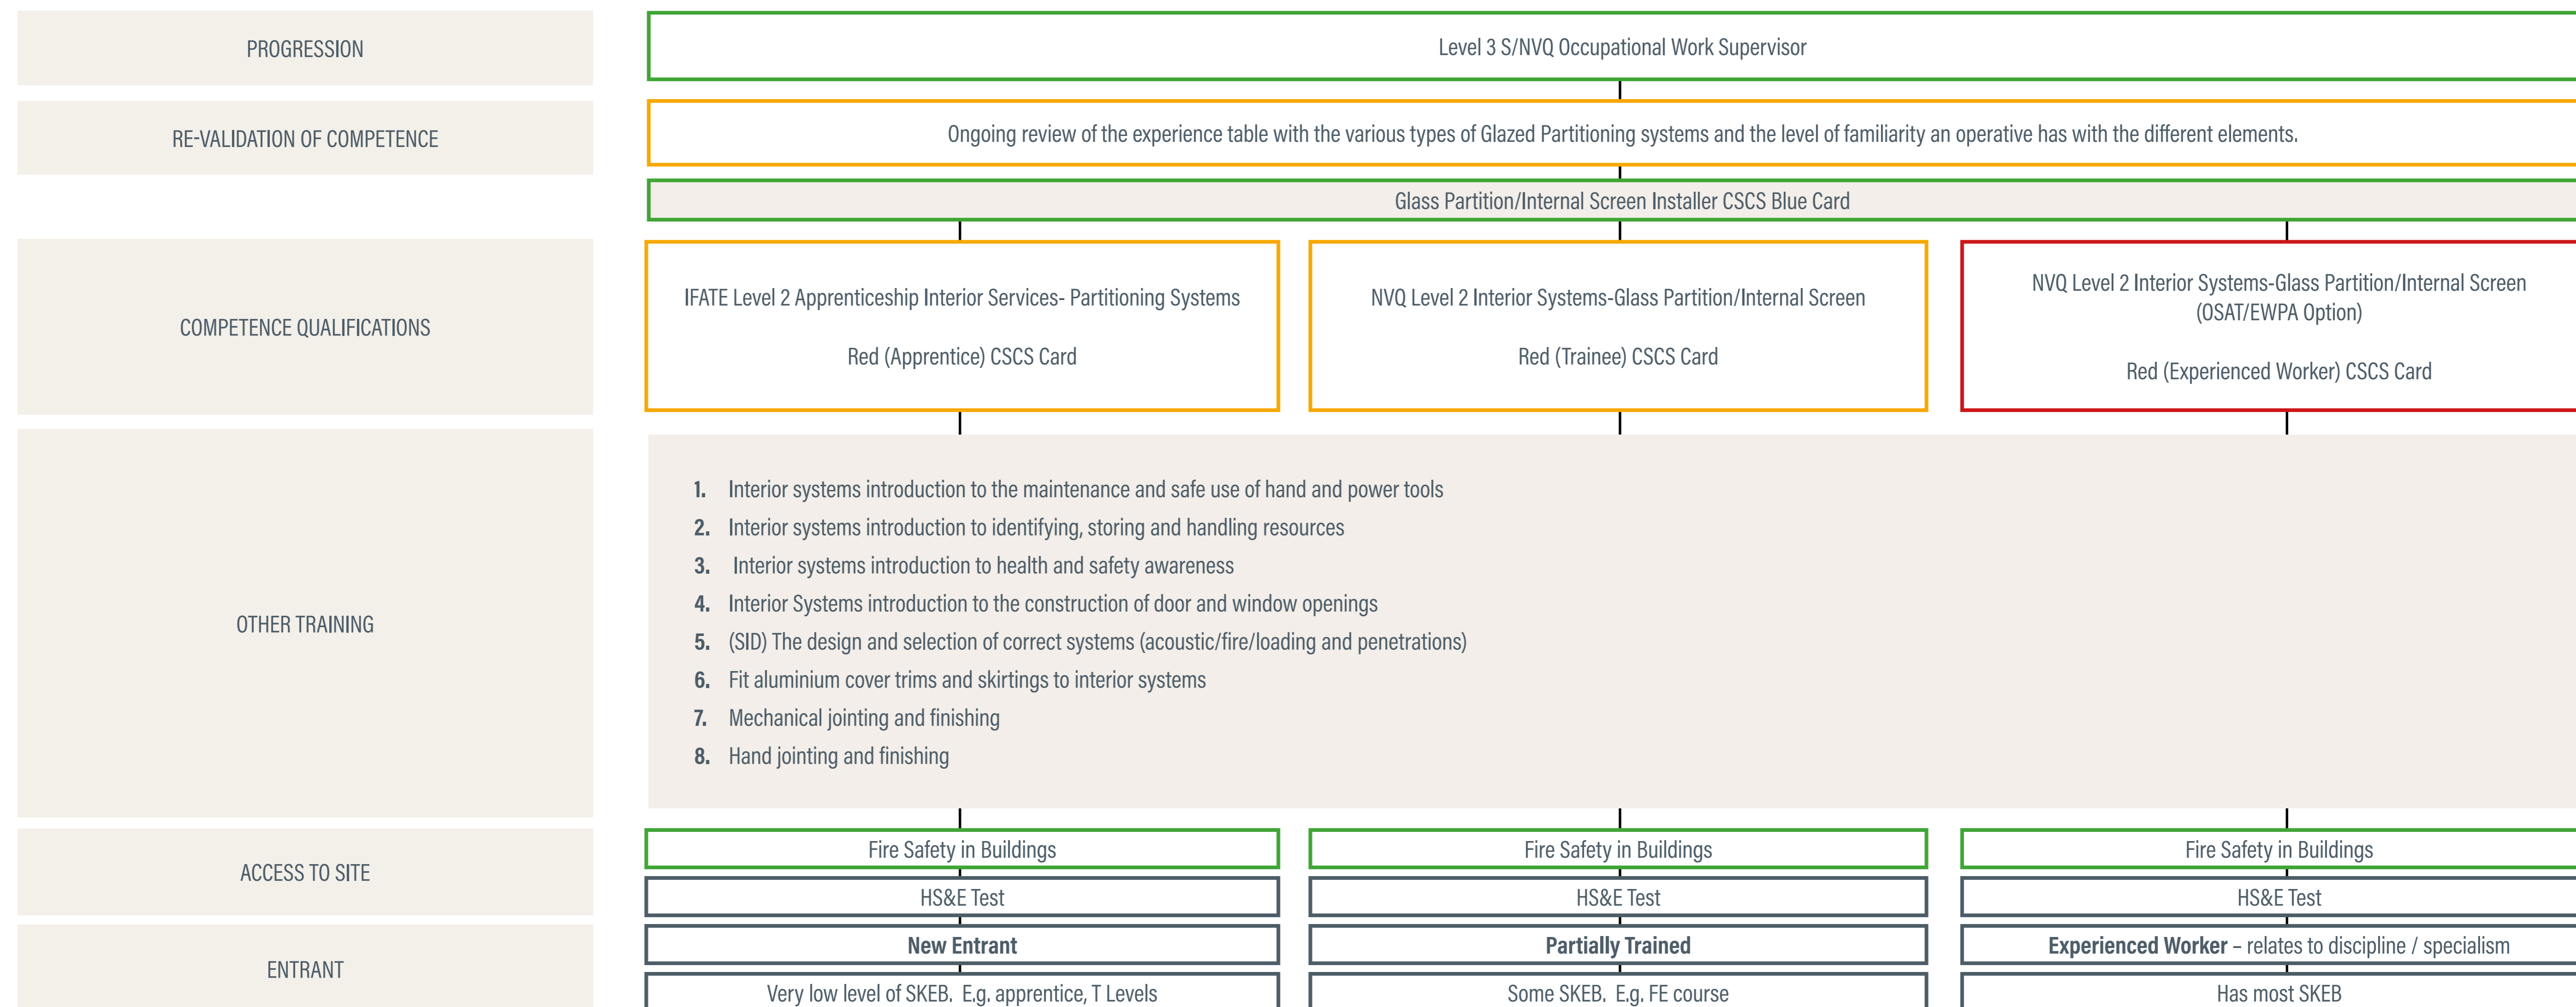 PROGRESSION
Level 3 S/NVQ Occupational Work Supervisor
RE-VALIDATION OF COMPETENCE
Ongoing review of the experience table with the various types of Glazed Partitioning systems and the level of familiarity an operative has with the different elements.
Glass Partition/Internal Screen Installer CSCS Blue Card
COMPETENCE QUALIFICATIONS
IFATE Level 2 Apprenticeship Interior Services- Partitioning Systems
Red (Apprentice) CSCS Card
NVQ Level 2 Interior Systems-Glass Partition/Internal Screen
Red (Trainee) CSCS Card
NVQ Level 2 Interior Systems-Glass Partition/Internal Screen
(OSAT/EWPA Option)
Red (Experienced Worker) CSCS Card
OTHER TRAINING
1. Interior systems introduction to the maintenance and safe use of hand and power tools
2. Interior systems introduction to identifying, storing and handling resources
3. Interior systems introduction to health and safety awareness
4. Interior Systems introduction to the construction of door and window openings
5. (SID) The design and selection of correct systems (acoustic/fire/loading and penetrations)
6. Fit aluminium cover trims and skirtings to interior systems
7. Mechanical jointing and finishing
8. Hand jointing and finishing
ACCESS TO SITE
Fire Safety in Buildings
Fire Safety in Buildings
Fire Safety in Buildings
HS&E Test
HS&E Test
HS&E Test
ENTRANT
New Entrant
Partially Trained
Experienced Worker – relates to discipline / specialism
Very low level of SKEB. E.g. apprentice, T Levels
Some SKEB. E.g. FE course
Has most SKEB